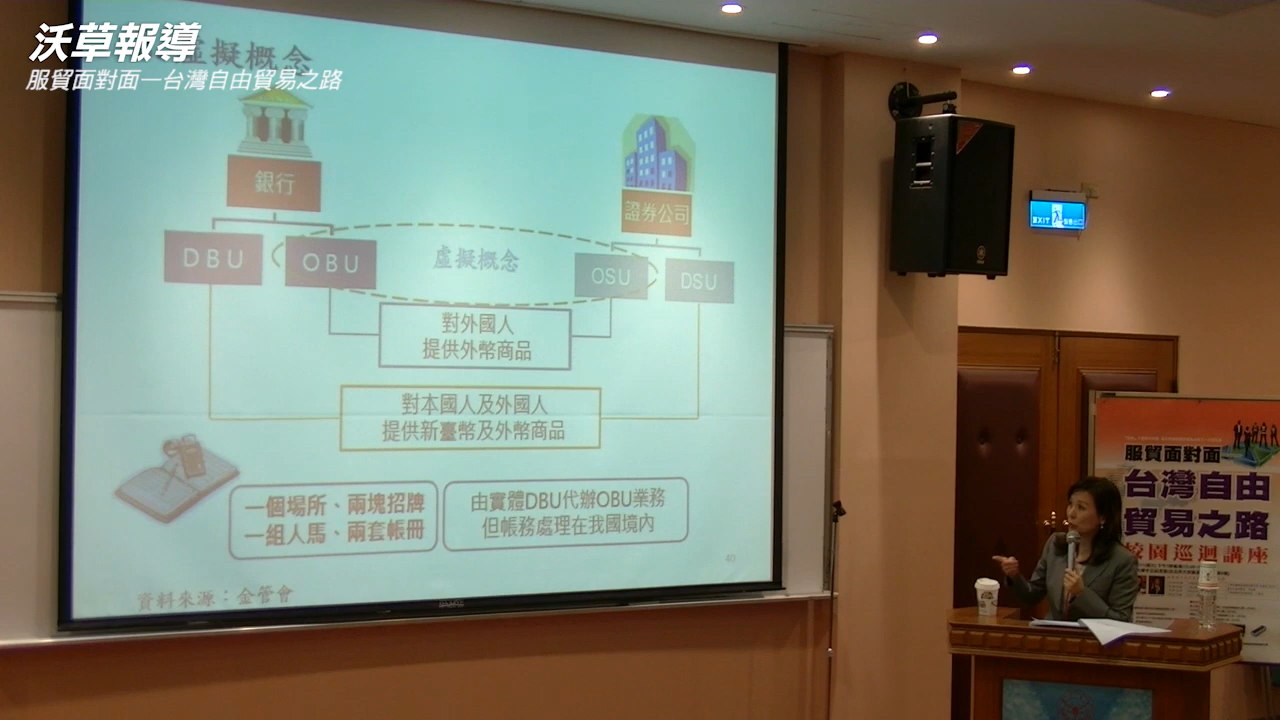 沃草報導
服貿面對面—台灣自由貿易之路
虛擬概念
銀行
證券公司
DBU
OBU
虛擬概念
OSU
DSU
對外國人
提供外幣商品
對本國人及外國人
提供新臺幣及外幣商品
一個場所、兩塊招牌
一組人馬、兩套帳冊
由實體DBU代辦OBU業務
但帳務處理在我國境內
40
資料來源：金管會
EXIT
服貿面對面
台灣自由
貿易之路
校園巡迴講座